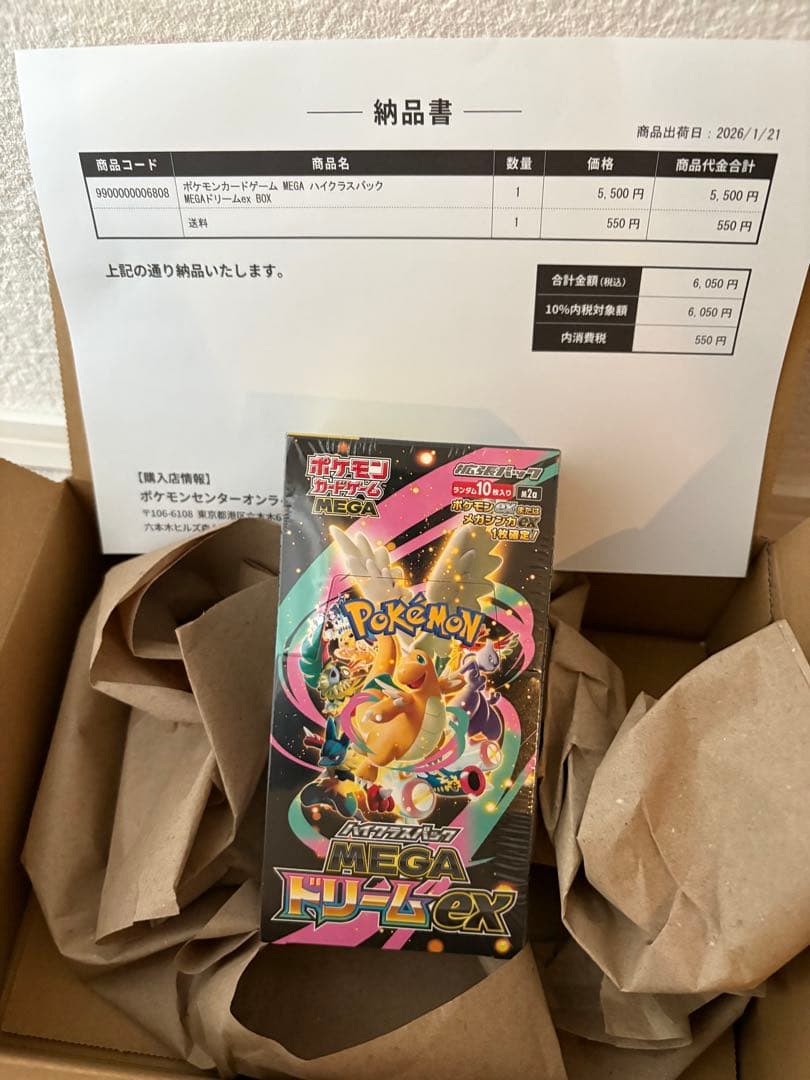 納品書
商品出荷日：2026/1/21
商品コード 商品名 数量 価格 商品代金合計
9900000006808 ポケモンカードゲーム MEGA ハイクラスパック 1 5,500 円 5,500 円
MEGAドリームex BOX
送料 1 550 円 550 円
上記の通り納品いたします。
合計金額(税込) 6,050 円
10%内税対象額 6,050 円
内消費税 550 円
【購入店情報】
ポケモンセンターオンラ
〒106-6108 東京都港区六本木6
六本木ヒルズ森
ポケモン
カードゲーム
MEGA
拡張パック
ランダム10枚入り M2a
ポケモンexまたは
メガシンカex
1枚確定!
POKéMON
ハイクラスパック
MEGA
ドリームex